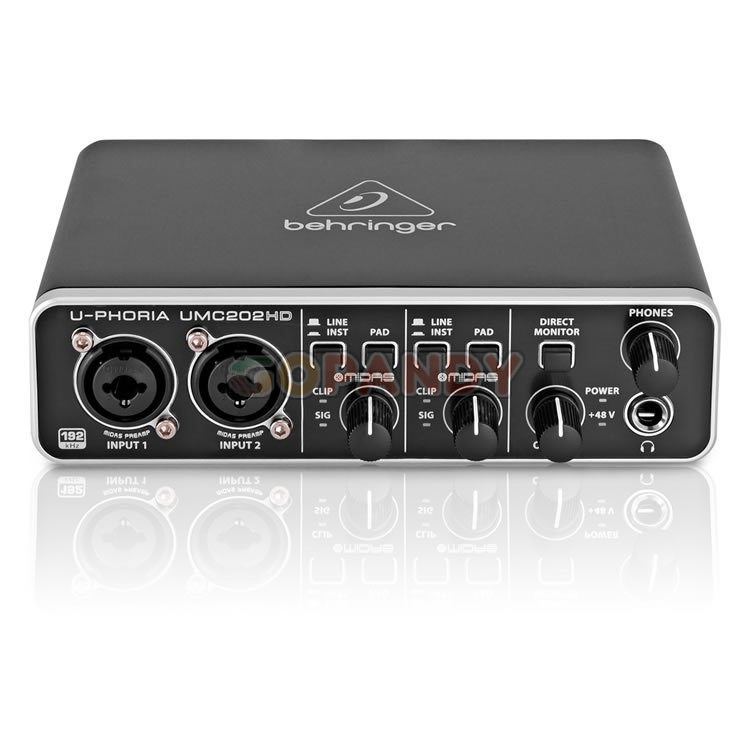 behringer
U-PHORIA UMC202HD
LINE
INST
PAD
LINE
INST
PAD
DIRECT
MONITOR
PHONES
GOPANDY
MIDAS
MIDAS
CLIP
SIG
CLIP
SIG
POWER
+48 V
192
kHz
MIDAS PREAMP
INPUT 1
MIDAS PREAMP
INPUT 2